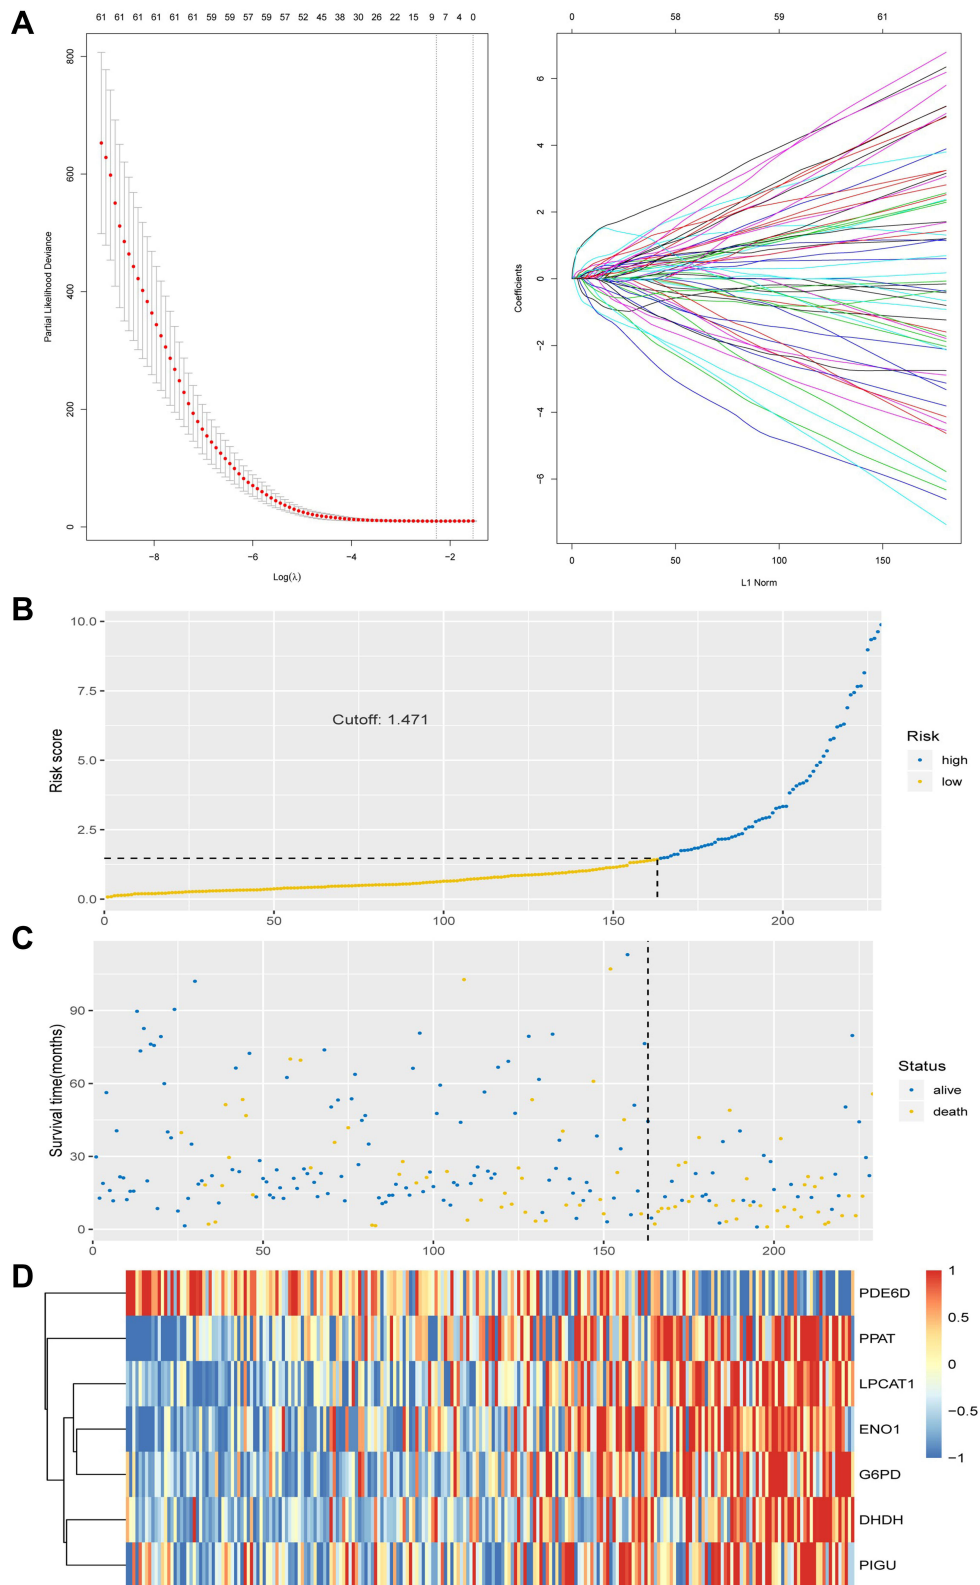 A
61 61 61 61 61 61 59 59 57 59 57 52 45 38 30 26 22 15 9 7 4 0
800
600
400
200
0
Partial Likelihood Deviance
−8 −6 −4 −2
Log(λ)
0 58 59 61
6
4
2
0
−2
−4
−6
Coefficients
0 50 100 150
L1 Norm
B
10.0
7.5
5.0
2.5
0.0
Risk score
Cutoff: 1.471
0 50 100 150 200
Risk
high
low
C
90
60
30
0
Survival time(months)
0 50 100 150 200
Status
alive
death
D
PDE6D
PPAT
LPCAT1
ENO1
G6PD
DHDH
PIGU
1
0.5
0
−0.5
−1